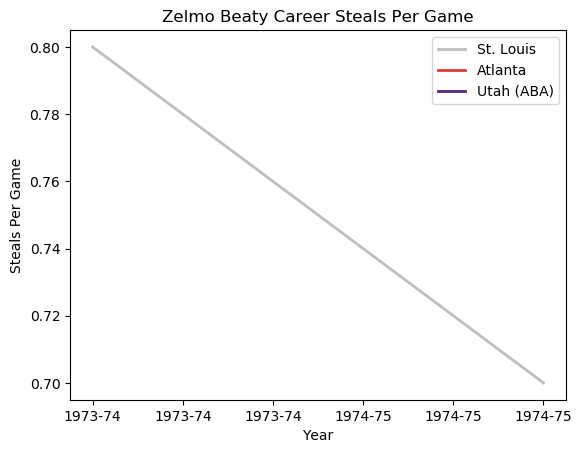 Zelmo Beaty Career Steals Per Game
St. Louis
Atlanta
Utah (ABA)
Steals Per Game
0.80
0.78
0.76
0.74
0.72
0.70
1973-74 1973-74 1973-74 1974-75 1974-75 1974-75
Year